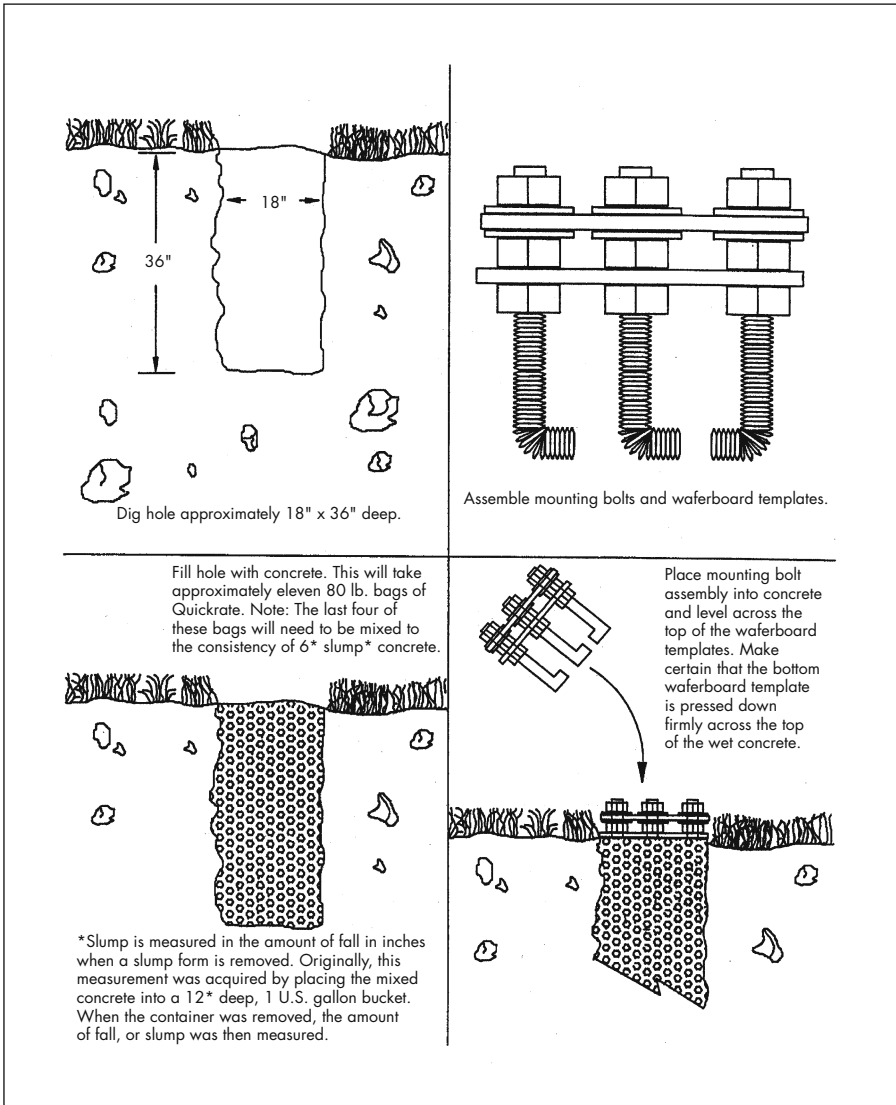 18"
36"
Dig hole approximately 18" x 36" deep.
Assemble mounting bolts and waferboard templates.
Fill hole with concrete. This will take
approximately eleven 80 lb. bags of
Quickrate. Note: The last four of
these bags will need to be mixed to
the consistency of 6* slump* concrete.
*Slump is measured in the amount of fall in inches
when a slump form is removed. Originally, this
measurement was acquired by placing the mixed
concrete into a 12* deep, 1 U.S. gallon bucket.
When the container was removed, the amount
of fall, or slump was then measured.
Place mounting bolt
assembly into concrete
and level across the
top of the waferboard
templates. Make
certain that the bottom
waferboard template
is pressed down
firmly across the top
of the wet concrete.